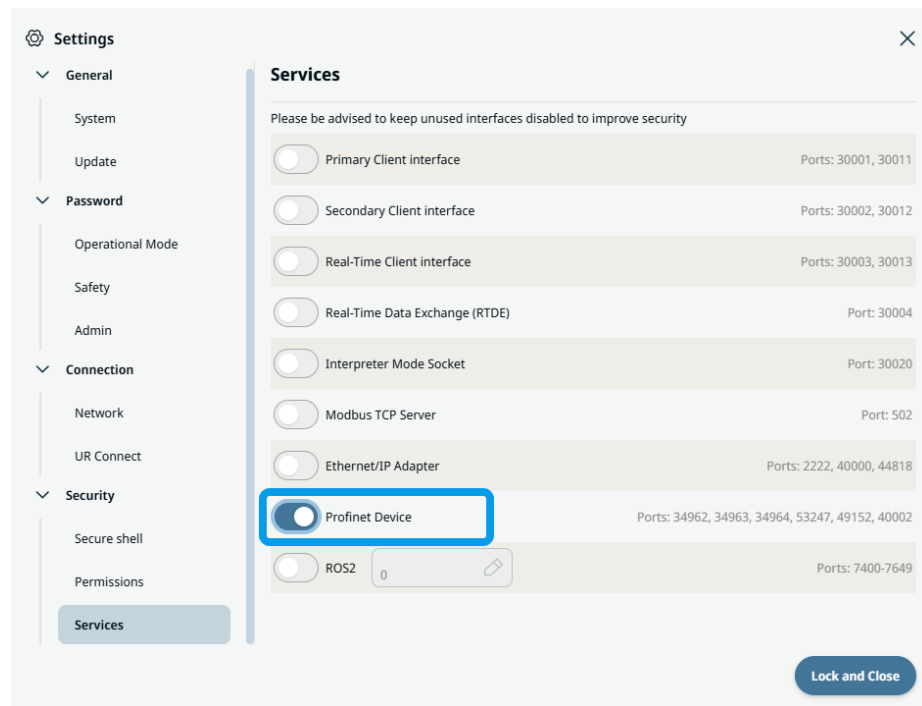 Settings
General
System
Update
Password
Operational Mode
Safety
Admin
Connection
Network
UR Connect
Security
Secure shell
Permissions
Services
Services
Please be advised to keep unused interfaces disabled to improve security
Primary Client interface Ports: 30001, 30011
Secondary Client interface Ports: 30002, 30012
Real-Time Client interface Ports: 30003, 30013
Real-Time Data Exchange (RTDE) Port: 30004
Interpreter Mode Socket Port: 30020
Modbus TCP Server Port: 502
Ethernet/IP Adapter Ports: 2222, 40000, 44818
Profinet Device Ports: 34962, 34963, 34964, 53247, 49152, 40002
ROS2 0 Ports: 7400-7649
Lock and Close